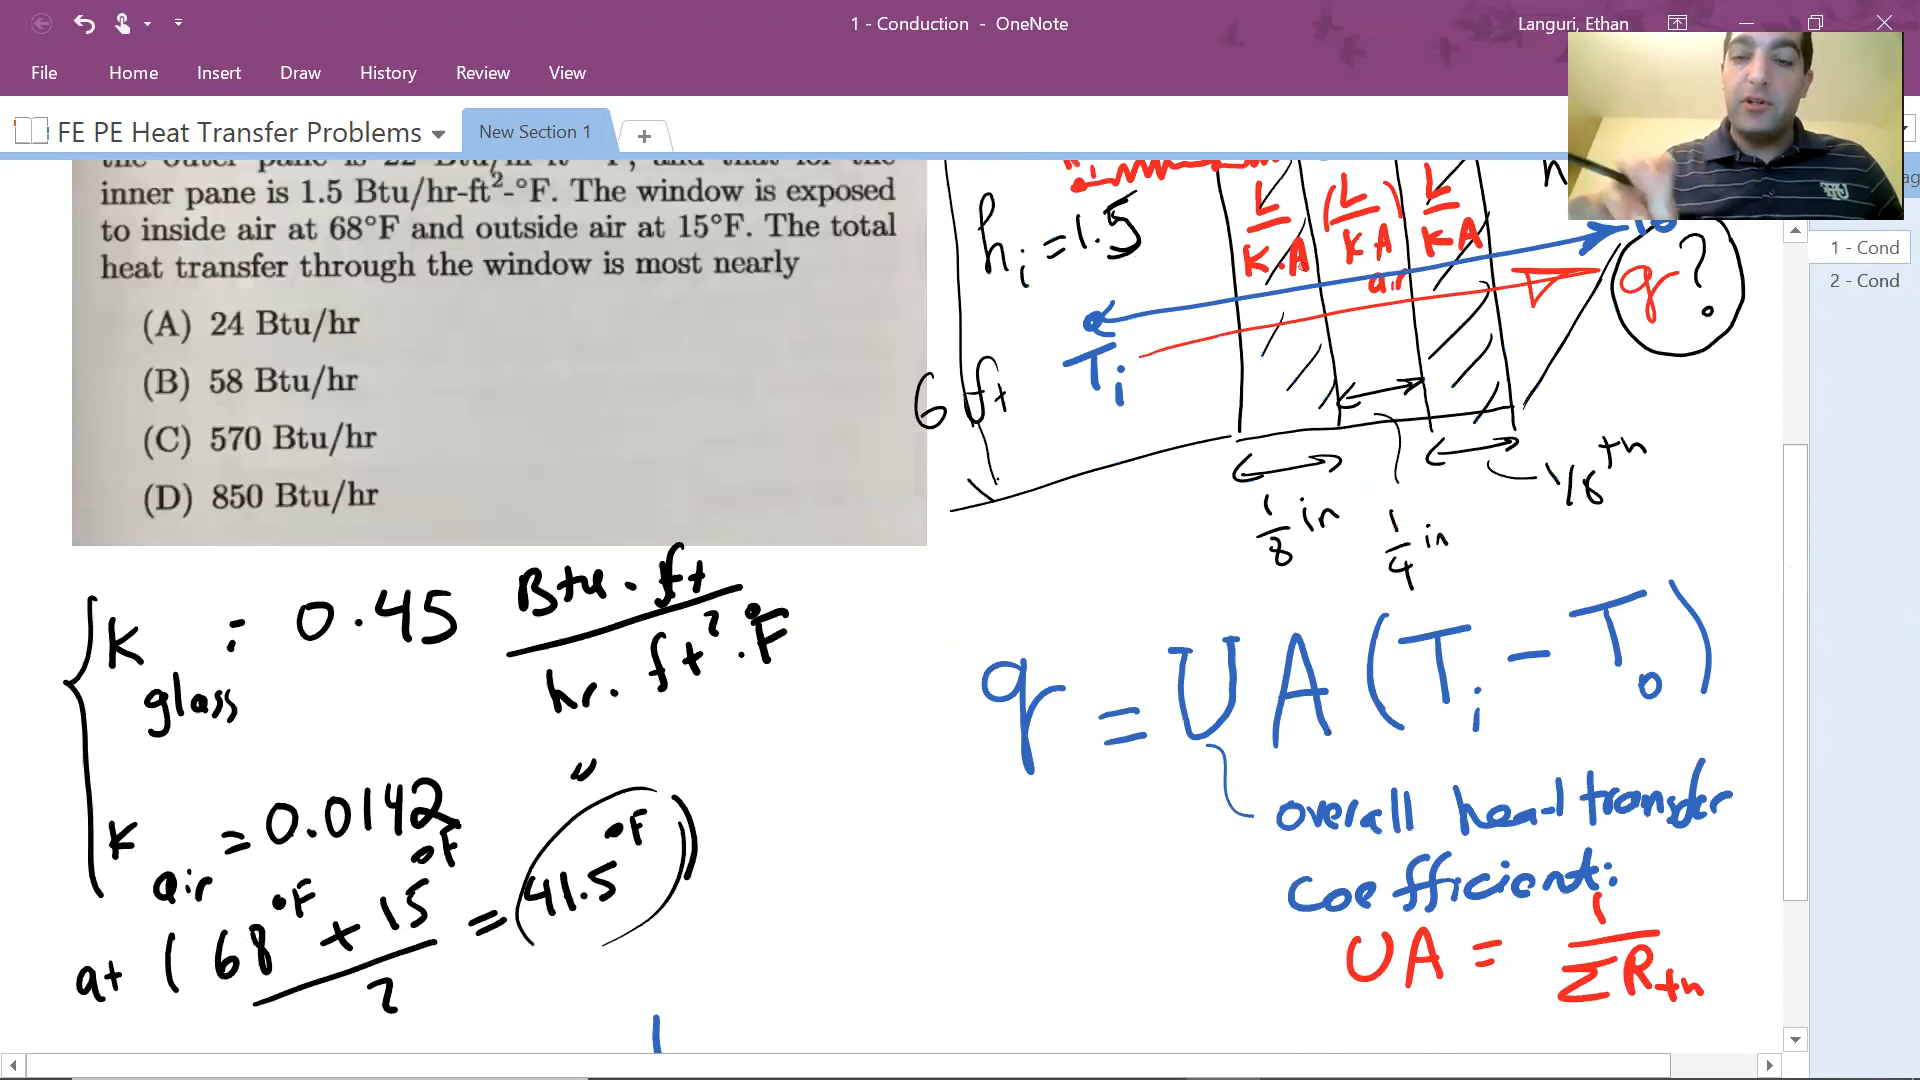 1 - Conduction - OneNote
Languri, Ethan
File Home Insert Draw History Review View
FE PE Heat Transfer Problems
New Section 1
+
inner pane is 1.5 Btu/hr-ft²-°F. The window is exposed
to inside air at 68°F and outside air at 15°F. The total
heat transfer through the window is most nearly
(A) 24 Btu/hr
(B) 58 Btu/hr
(C) 570 Btu/hr
(D) 850 Btu/hr
1 - Cond
2 - Cond
hᵢ = 1.5
L/K.A (L/KA) L/KA
air
Tᵢ
q?
6 ft
1/8 in
1/4 in
1/8 th
K glass : 0.45 Btu.ft / hr.ft².°F
K air = 0.0142 "
at (68°F + 15°F / 2 = 41.5°F)
q = UA(Tᵢ - Tₒ)
overall heat transfer
coefficient:
UA = 1/ΣRth